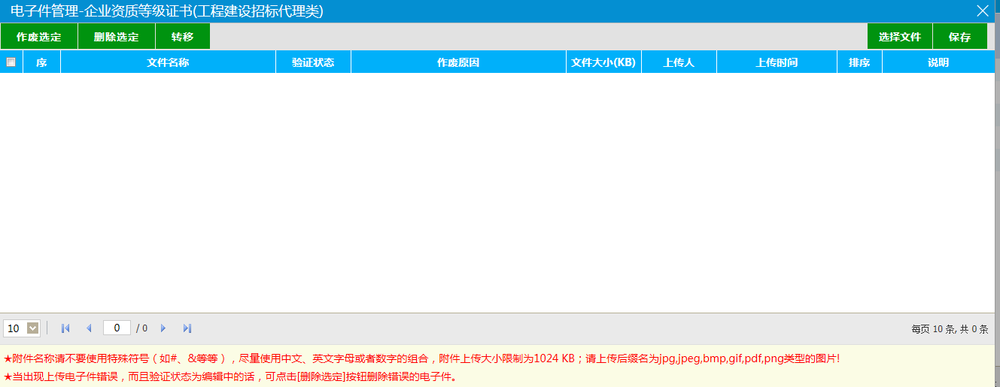 电子件管理-企业资质等级证书(工程建设招标代理类)
作废选定 删除选定 转移 选择文件 保存
序 文件名称 验证状态 作废原因 文件大小(KB) 上传人 上传时间 排序 说明
10 0 / 0 每页 10 条, 共 0 条
★附件名称请不要使用特殊符号（如#、&等等），尽量使用中文、英文字母或者数字的组合，附件上传大小限制为1024 KB；请上传后缀名为jpg,jpeg,bmp,gif,pdf,png类型的图片!
★当出现上传电子件错误，而且验证状态为编辑中的话，可点击[删除选定]按钮删除错误的电子件。